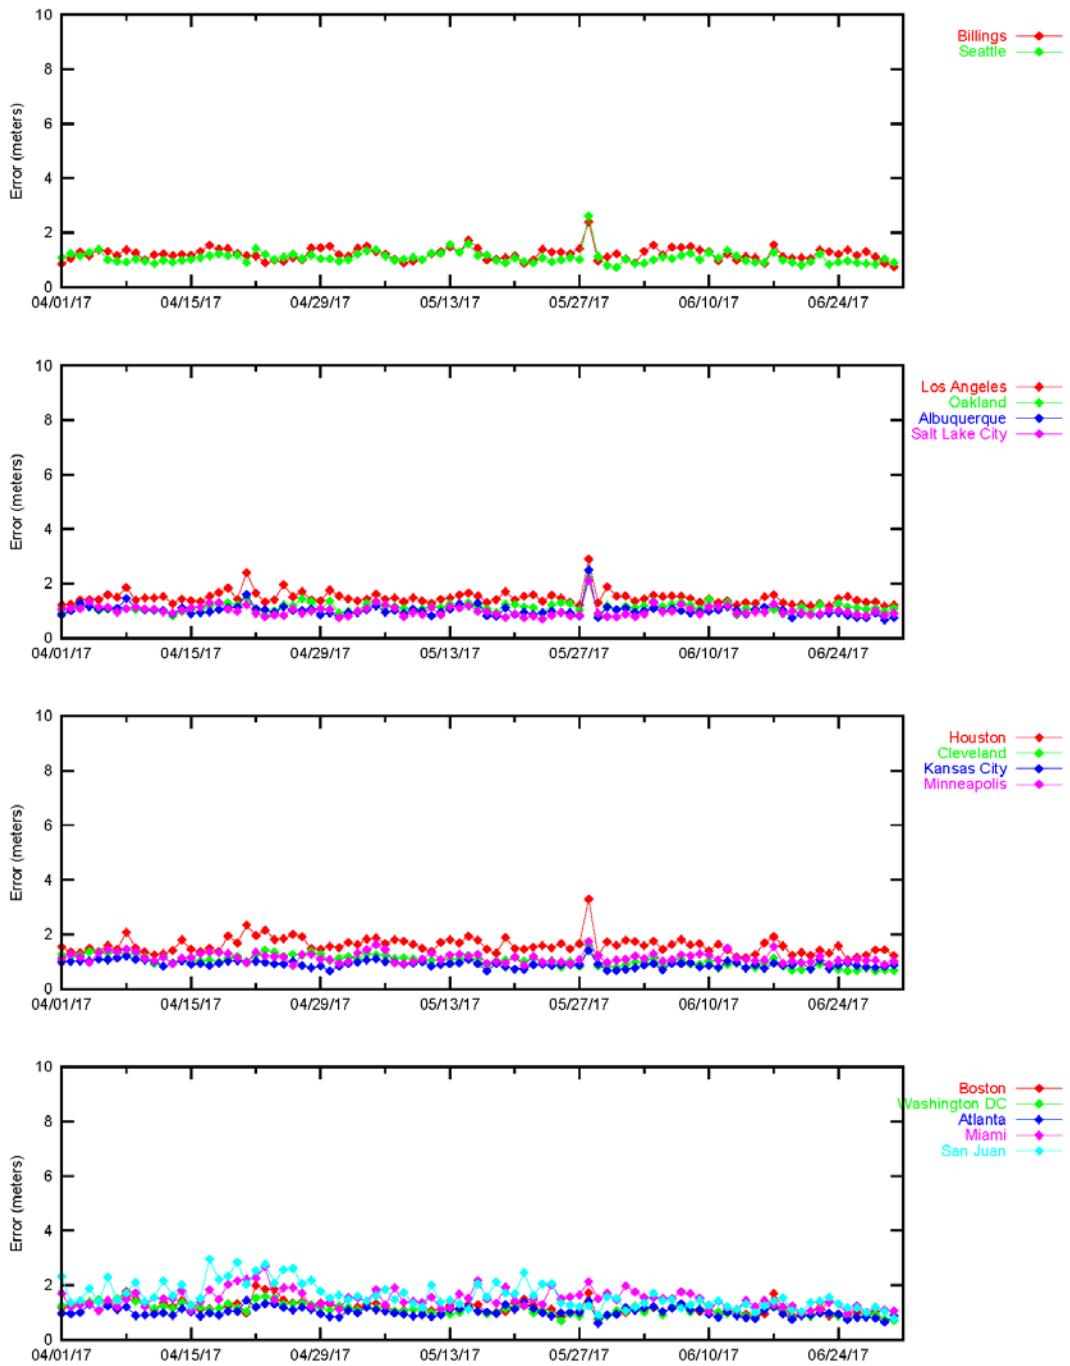 10
8
6
4
2
0
Error (meters)
04/01/17 04/15/17 04/29/17 05/13/17 05/27/17 06/10/17 06/24/17
Billings
Seattle
10
8
6
4
2
0
Error (meters)
04/01/17 04/15/17 04/29/17 05/13/17 05/27/17 06/10/17 06/24/17
Los Angeles
Oakland
Albuquerque
Salt Lake City
10
8
6
4
2
0
Error (meters)
04/01/17 04/15/17 04/29/17 05/13/17 05/27/17 06/10/17 06/24/17
Houston
Cleveland
Kansas City
Minneapolis
10
8
6
4
2
0
Error (meters)
04/01/17 04/15/17 04/29/17 05/13/17 05/27/17 06/10/17 06/24/17
Boston
Washington DC
Atlanta
Miami
San Juan